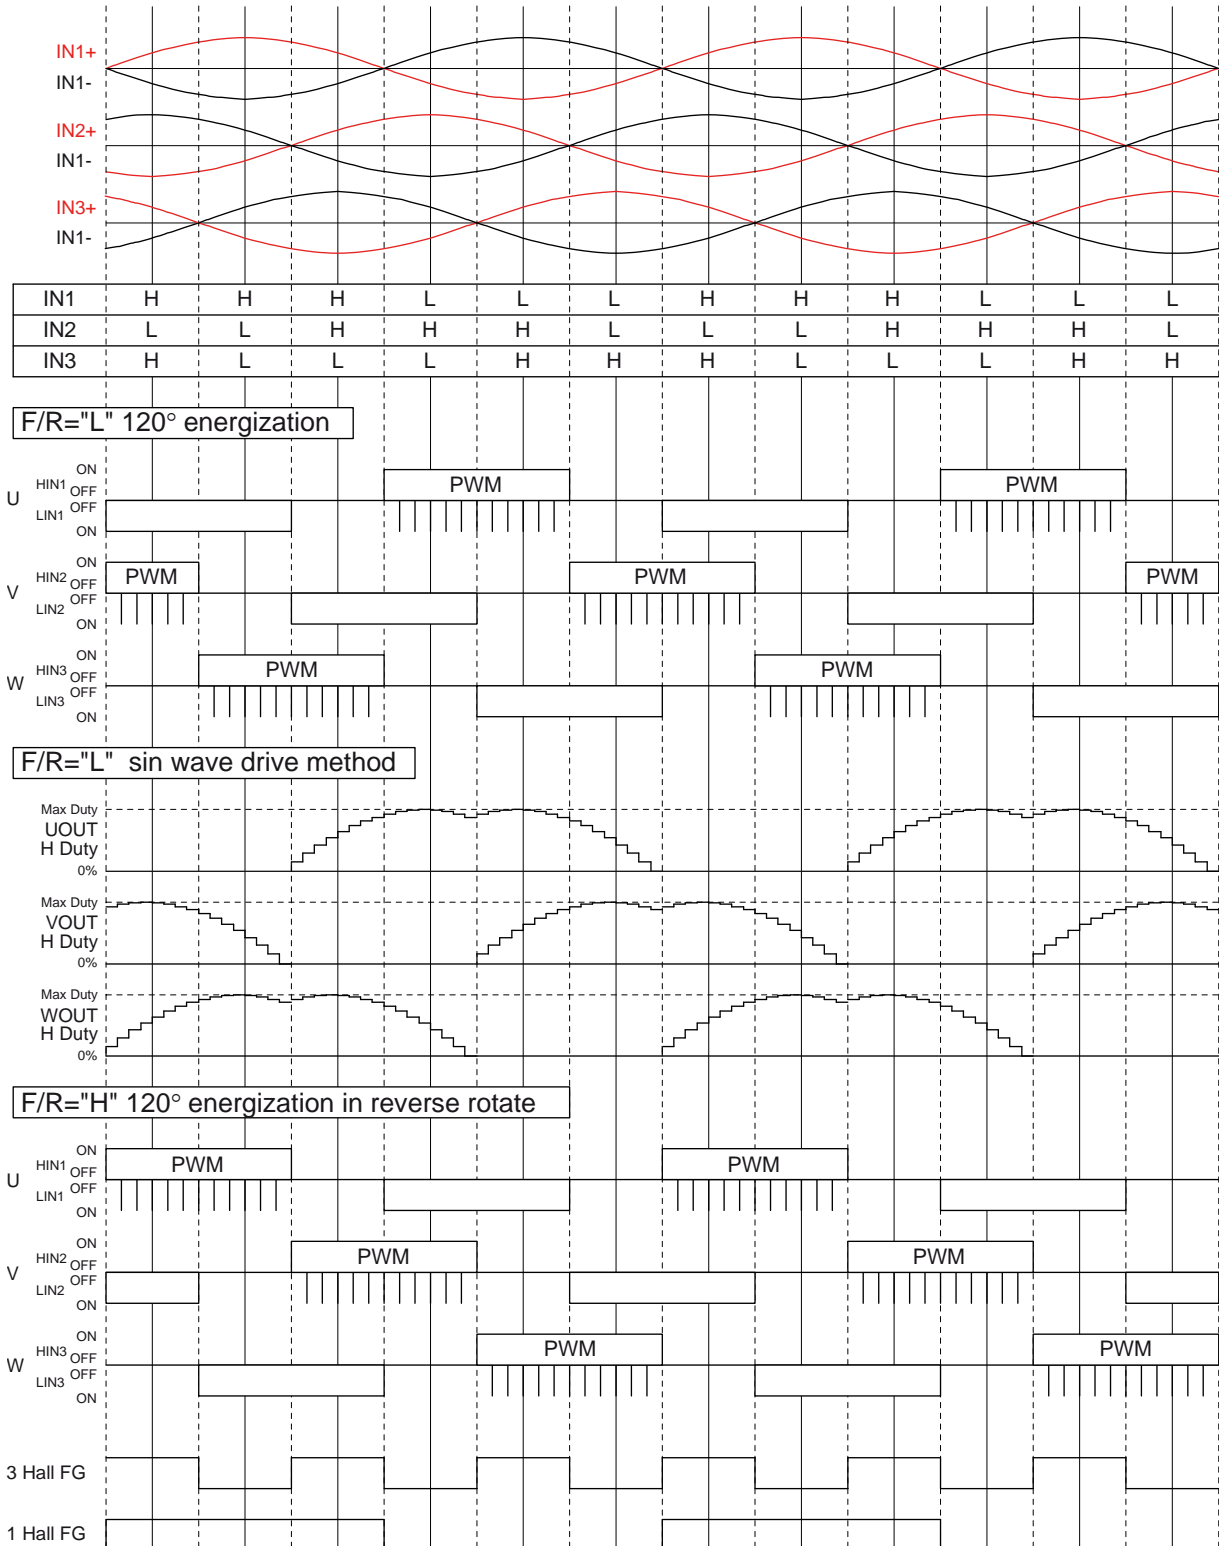 IN1+
IN1-
IN2+
IN1-
IN3+
IN1-
IN1 H H H L L L H H H L L L
IN2 L L H H H L L L H H H L
IN3 H L L L H H H L L L H H
F/R="L" 120° energization
U HIN1 ON OFF PWM PWM
LIN1 OFF ON
V HIN2 ON OFF PWM PWM PWM
LIN2 OFF ON
W HIN3 ON OFF PWM PWM
LIN3 OFF ON
F/R="L" sin wave drive method
Max Duty
UOUT
H Duty
0%
Max Duty
VOUT
H Duty
0%
Max Duty
WOUT
H Duty
0%
F/R="H" 120° energization in reverse rotate
U HIN1 ON OFF PWM PWM
LIN1 OFF ON
V HIN2 ON OFF PWM PWM
LIN2 OFF ON
W HIN3 ON OFF PWM PWM
LIN3 OFF ON
3 Hall FG
1 Hall FG